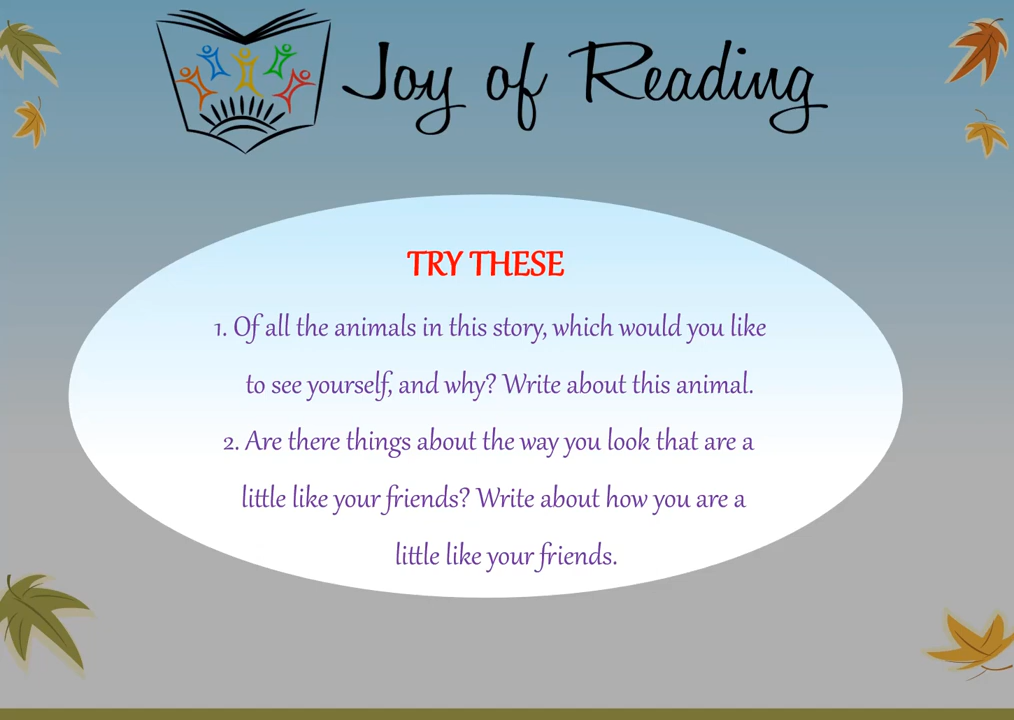 Joy of Reading
TRY THESE
1. Of all the animals in this story, which would you like
to see yourself, and why? Write about this animal.
2. Are there things about the way you look that are a
little like your friends? Write about how you are a
little like your friends.